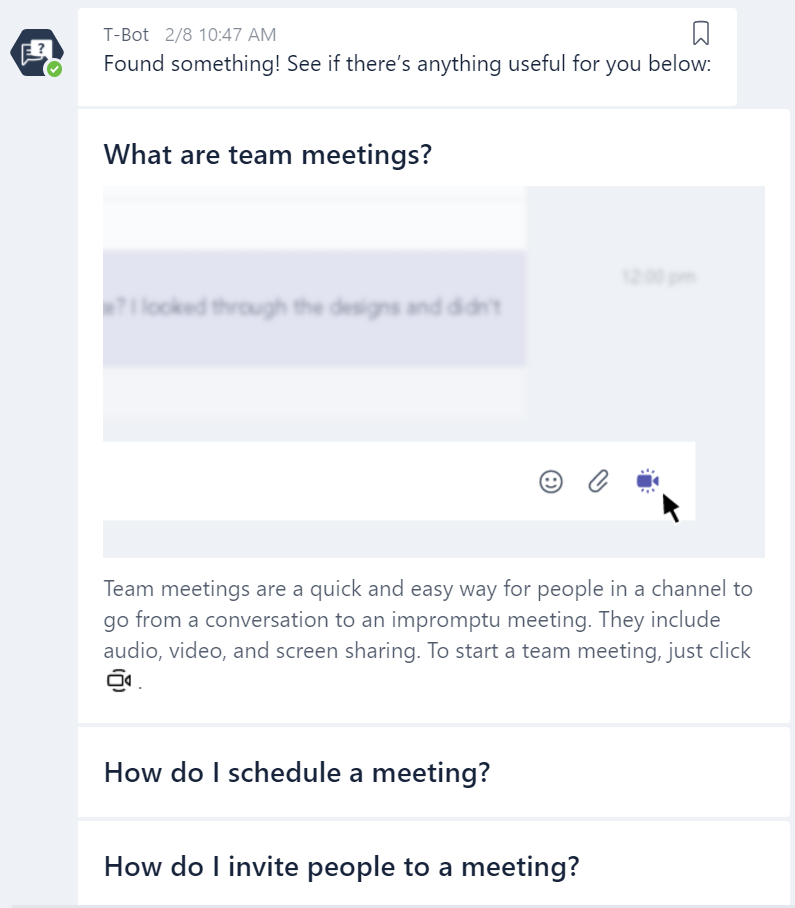 T-Bot 2/8 10:47 AM
Found something! See if there’s anything useful for you below:
What are team meetings?
12:00 pm
e? I looked through the designs and didn't
Team meetings are a quick and easy way for people in a channel to
go from a conversation to an impromptu meeting. They include
audio, video, and screen sharing. To start a team meeting, just click
.
How do I schedule a meeting?
How do I invite people to a meeting?